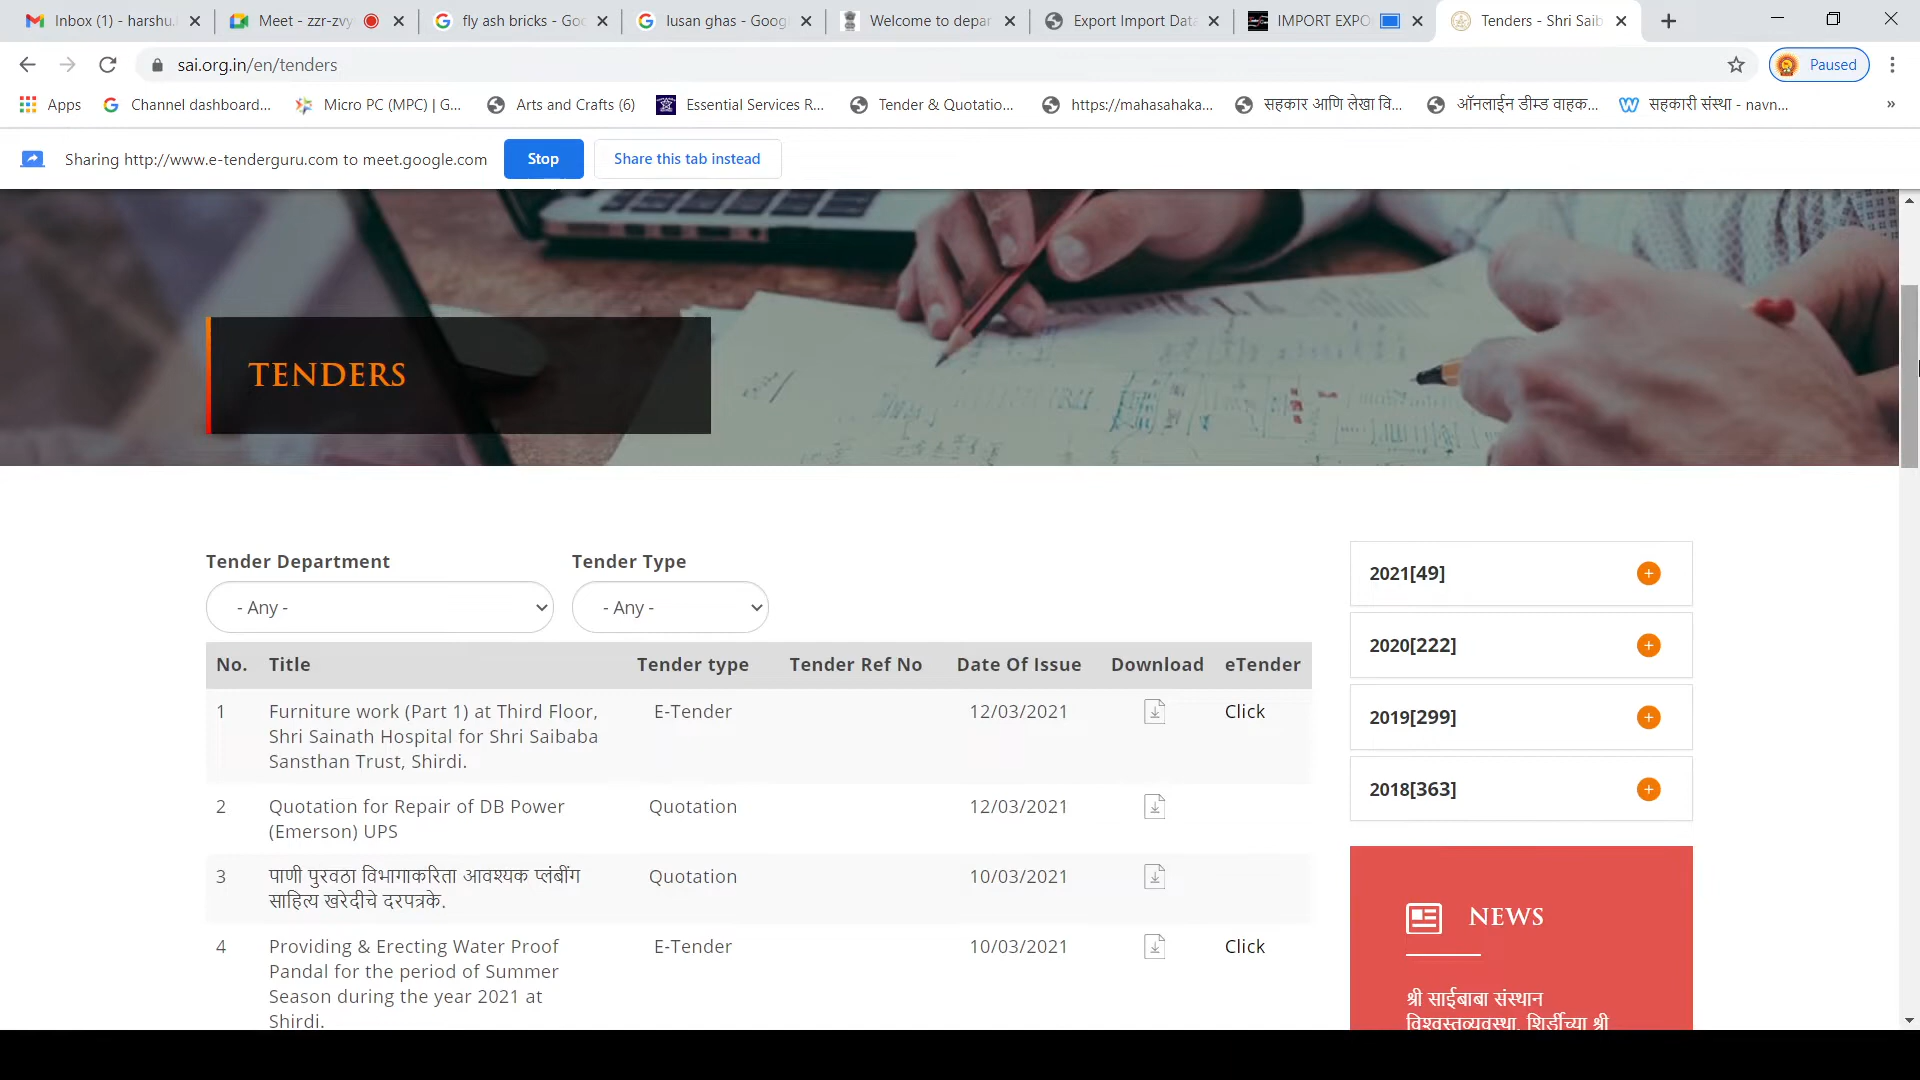 Inbox (1) - harshu.
Meet - zzr-zvy
fly ash bricks - Goo
lusan ghas - Googl
Welcome to depar
Export Import Data
IMPORT EXPO
Tenders - Shri Saib
sai.org.in/en/tenders
Paused
Apps
Channel dashboard...
Micro PC (MPC) | G...
Arts and Crafts (6)
Essential Services R...
Tender & Quotatio...
https://mahasahaka...
सहकार आणि लेखा वि...
ऑनलाईन डीम्ड वाहक...
सहकारी संस्था - navn...
»
Sharing http://www.e-tenderguru.com to meet.google.com
Stop
Share this tab instead
TENDERS
Tender Department
Tender Type
- Any -
- Any -
No. Title Tender type Tender Ref No Date Of Issue Download eTender
1 Furniture work (Part 1) at Third Floor, E-Tender 12/03/2021 Click
Shri Sainath Hospital for Shri Saibaba
Sansthan Trust, Shirdi.
2 Quotation for Repair of DB Power Quotation 12/03/2021
(Emerson) UPS
3 पाणी पुरवठा विभागाकरिता आवश्यक प्लंबींग Quotation 10/03/2021
साहित्य खरेदीचे दरपत्रके.
4 Providing & Erecting Water Proof E-Tender 10/03/2021 Click
Pandal for the period of Summer
Season during the year 2021 at
Shirdi.
2021[49]
2020[222]
2019[299]
2018[363]
NEWS
श्री साईबाबा संस्थान
विश्वस्तव्यवस्था, शिर्डीच्या श्री